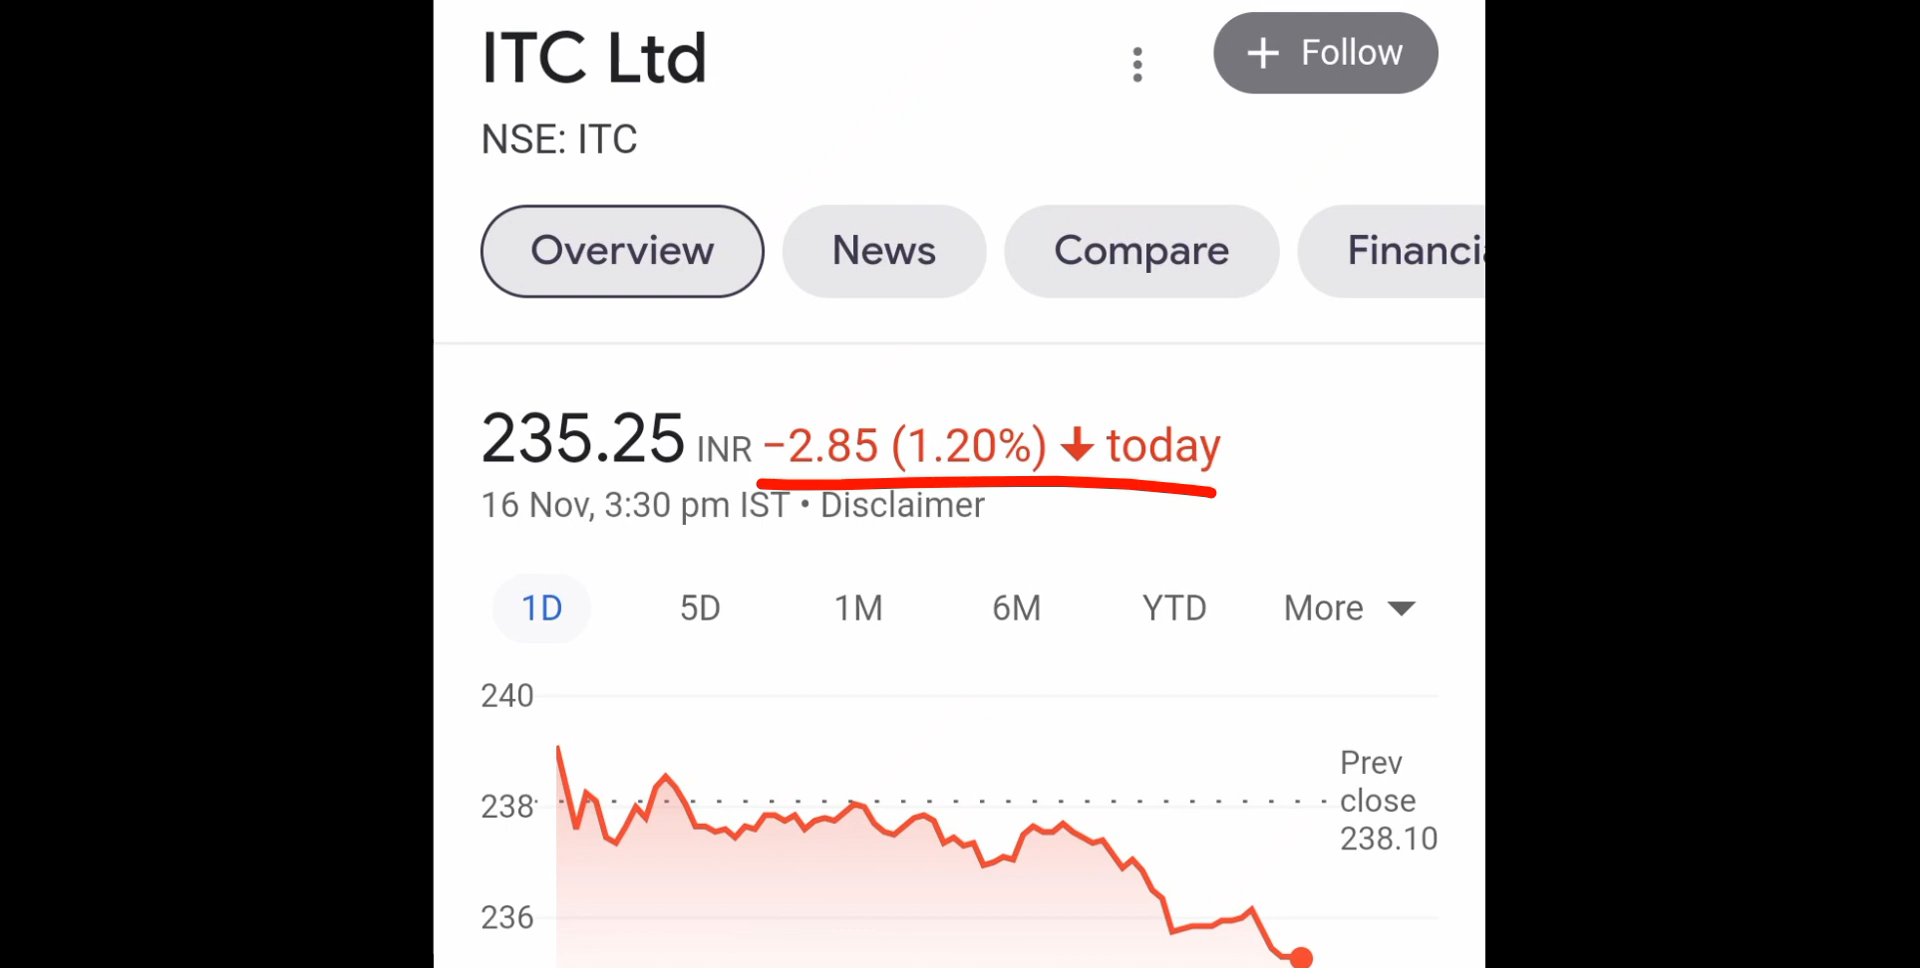 ITC Ltd
+ Follow
NSE: ITC
Overview
News
Compare
Financi
235.25 INR −2.85 (1.20%) ↓ today
16 Nov, 3:30 pm IST • Disclaimer
1D
5D
1M
6M
YTD
More
240
238
236
Prev
close
238.10